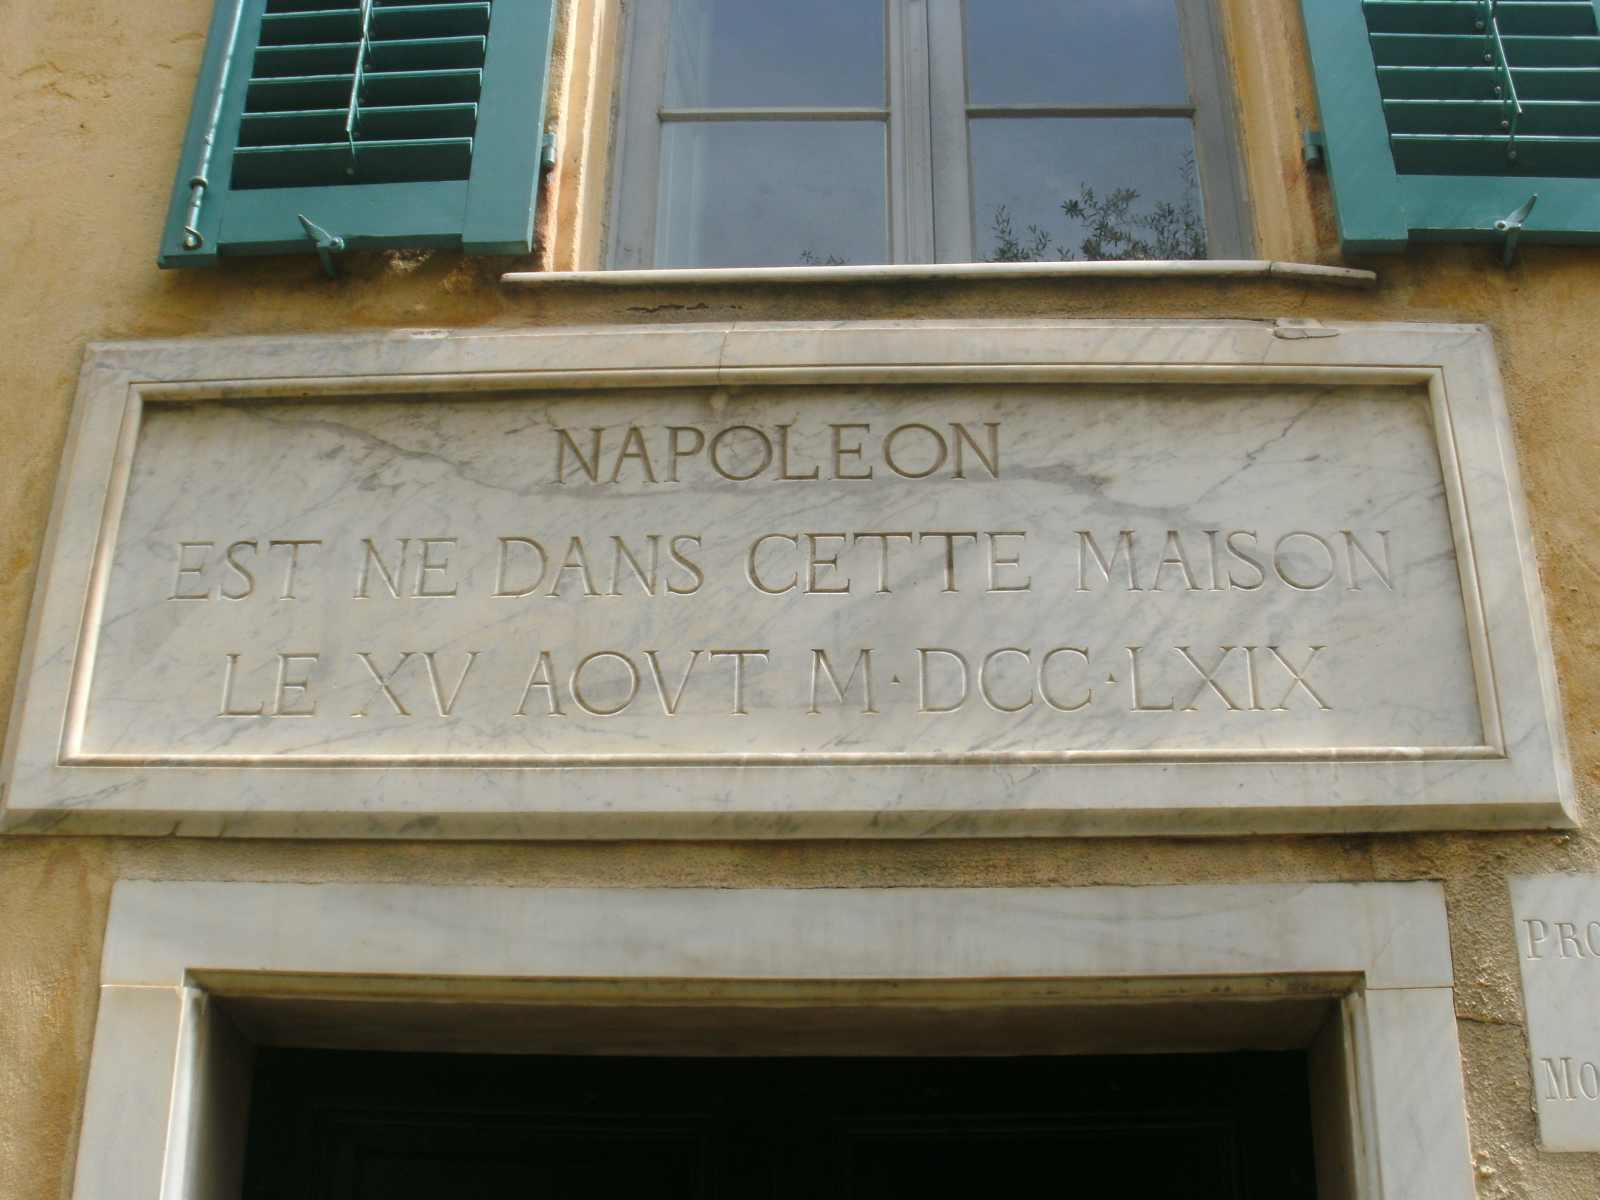 NAPOLEON
EST NE DANS CETTE MAISON
LE XV AOVT M·DCC·LXIX